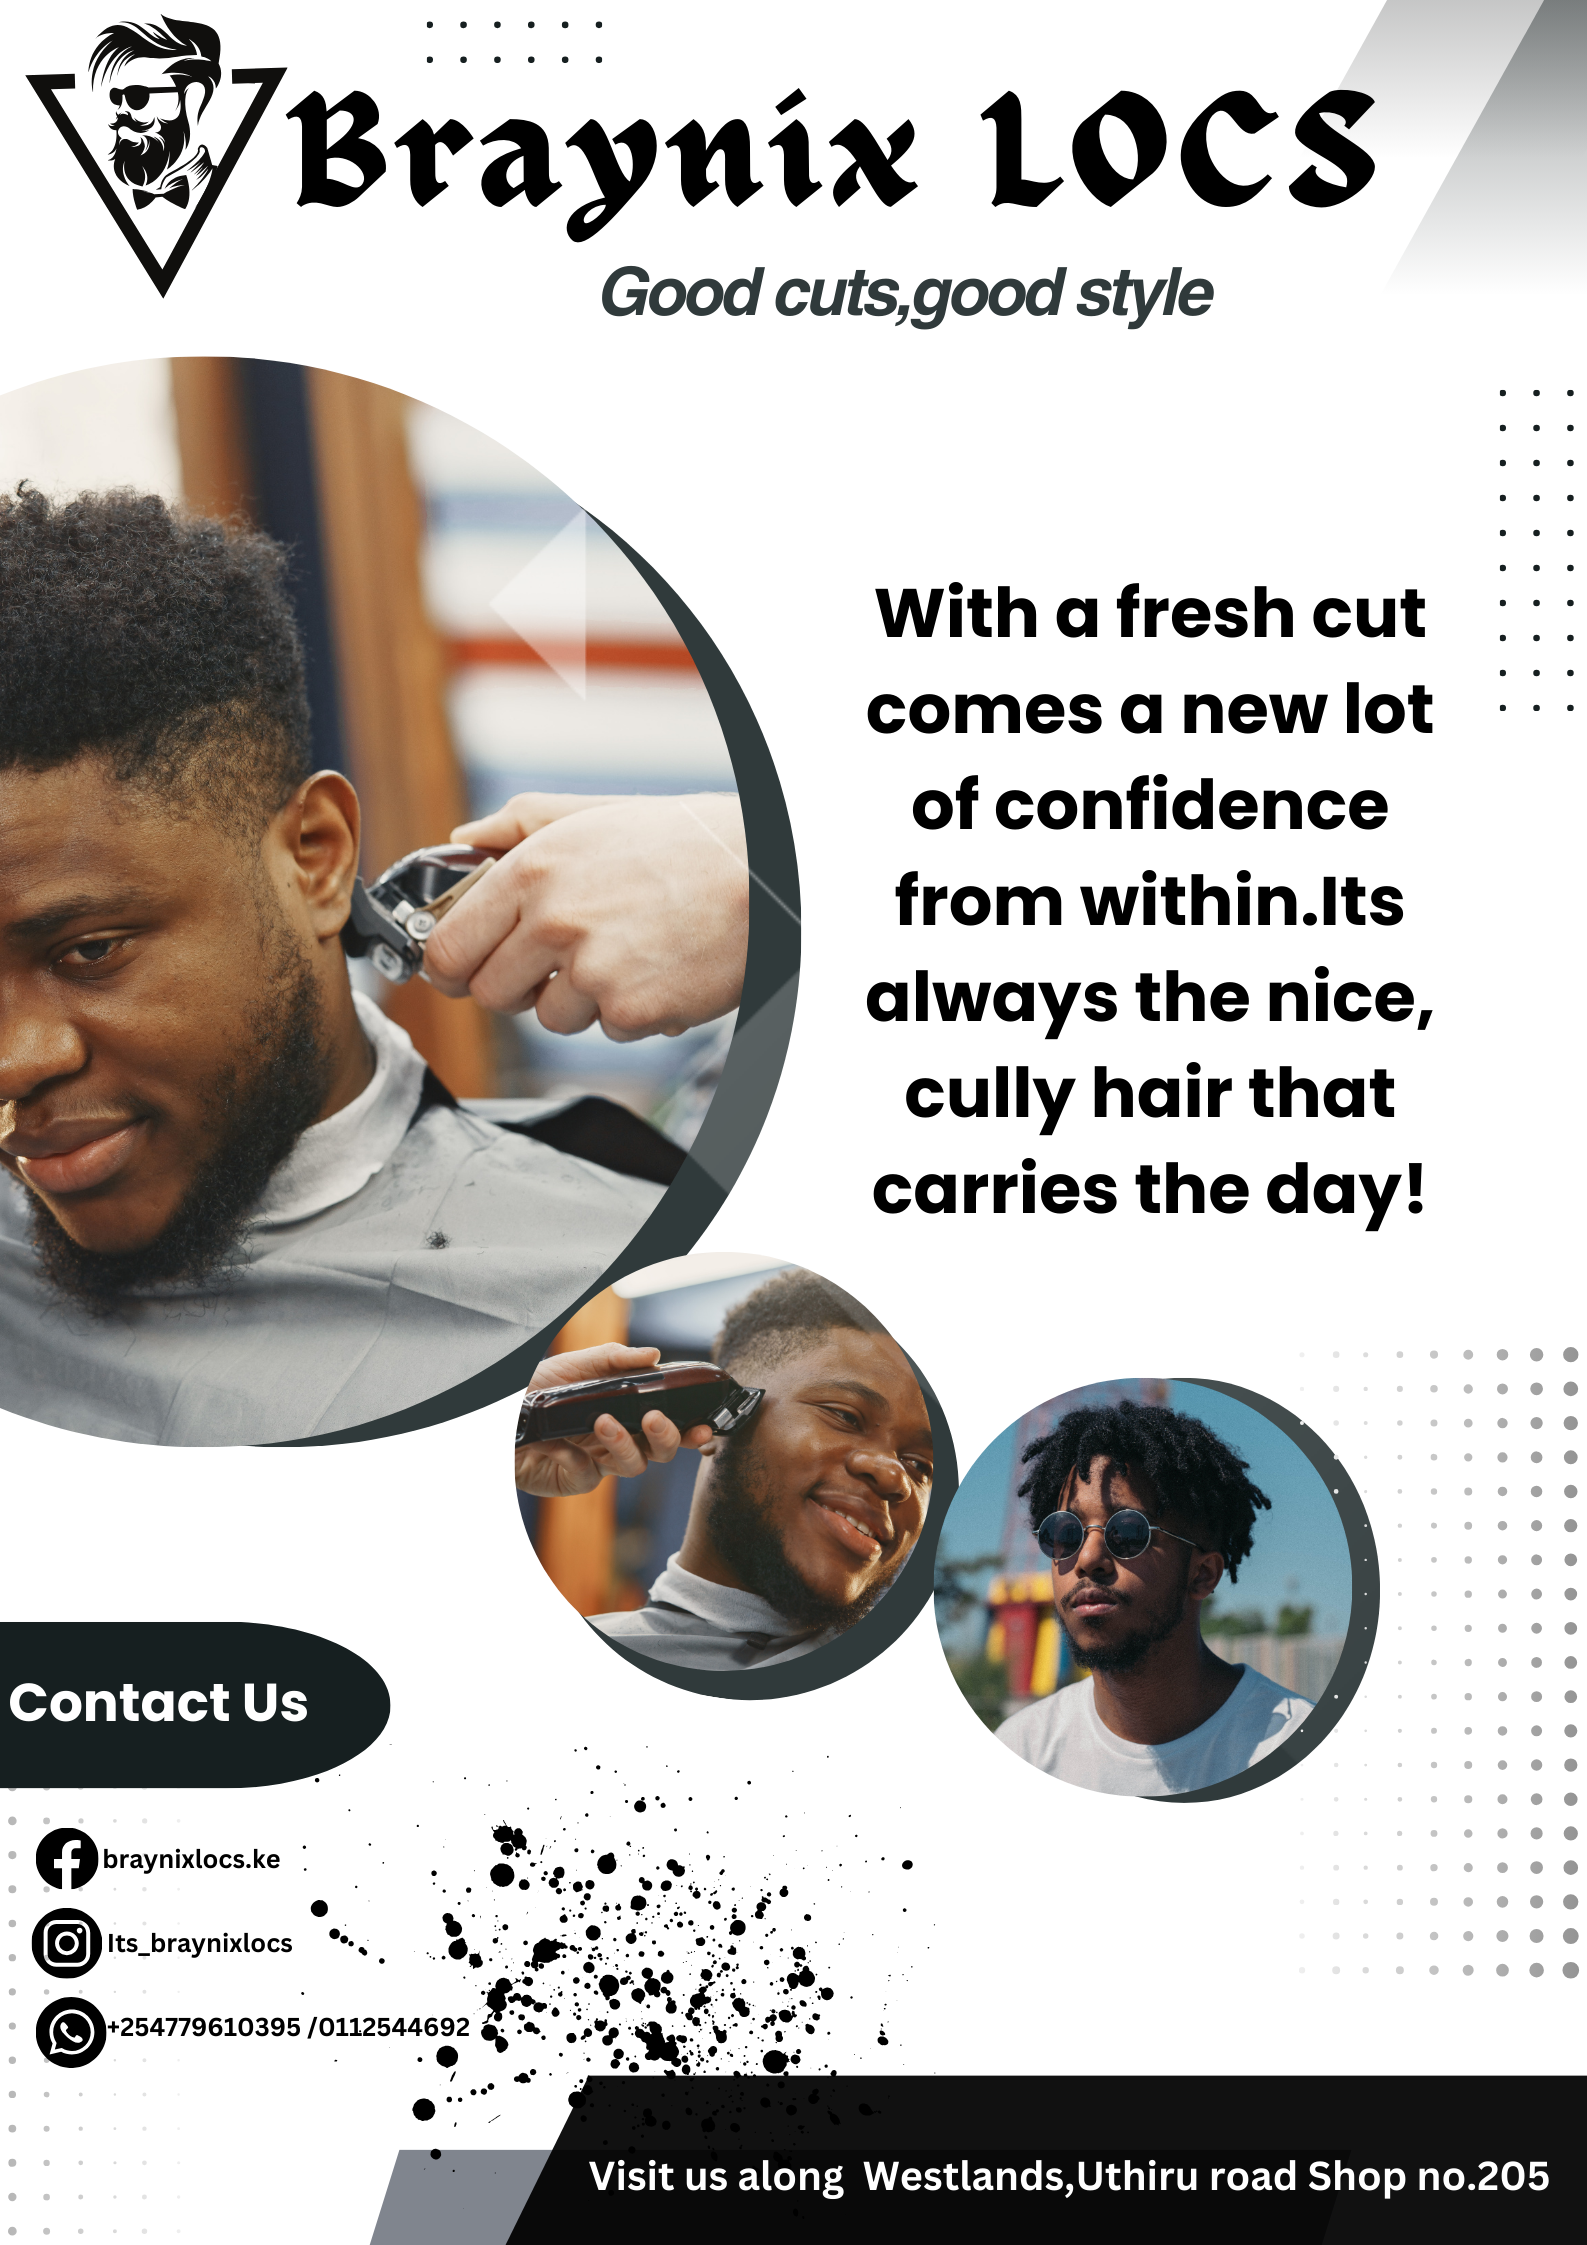 Braynix LOCS
Good cuts,good style
With a fresh cut
comes a new lot
of confidence
from within.Its
always the nice,
cully hair that
carries the day!
Contact Us
braynixlocs.ke
Its_braynixlocs
+254779610395 /0112544692
Visit us along  Westlands,Uthiru road Shop no.205